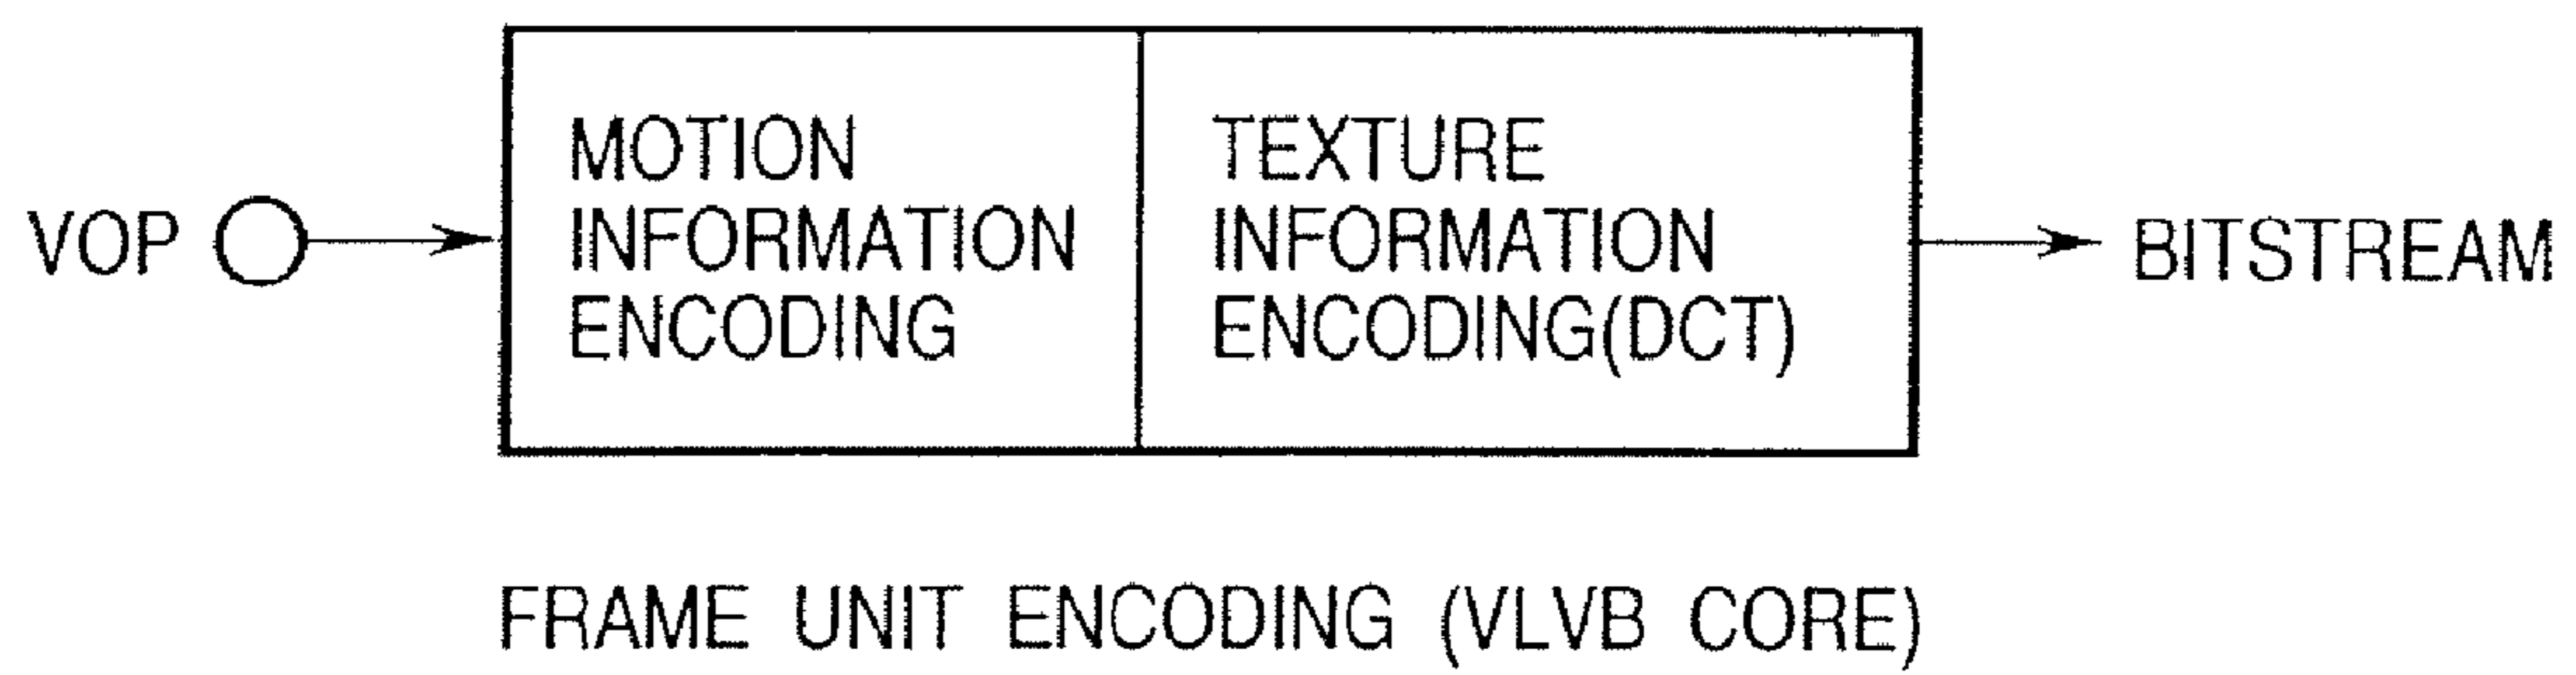 VOP
MOTION
INFORMATION
ENCODING
TEXTURE
INFORMATION
ENCODING(DCT)
BITSTREAM
FRAME UNIT ENCODING (VLVB CORE)